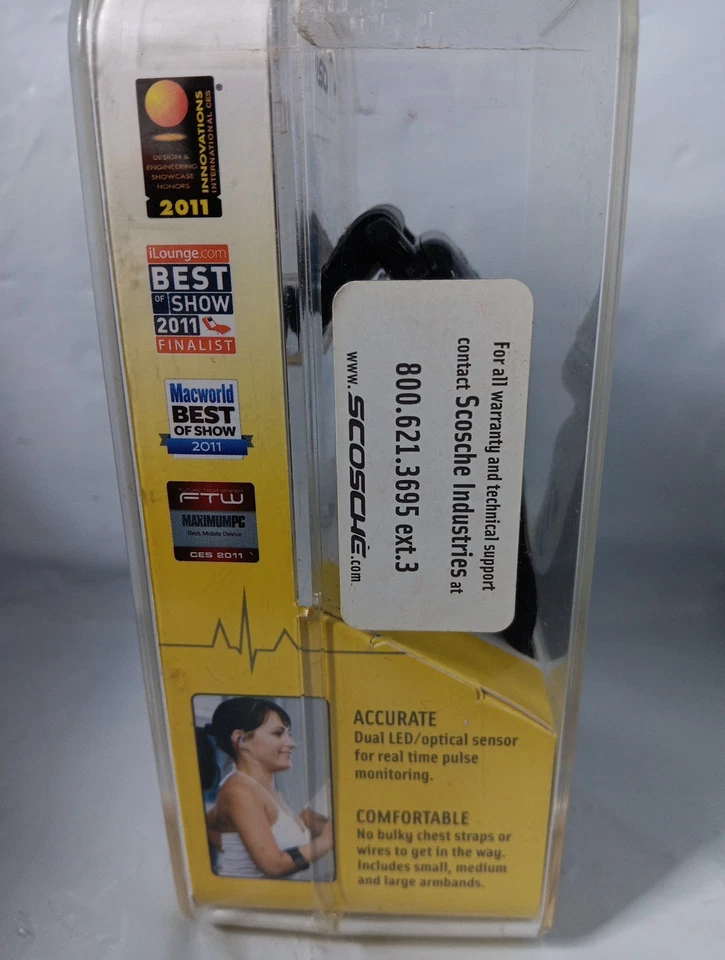 INNOVATIONS
INTERNATIONAL CES
®
DESIGN &
ENGINEERING
SHOWCASE
HONORS
2011
iLounge.com
BEST
OF SHOW
2011
FINALIST
Macworld
BEST
OF SHOW
2011
FTW
MAXIMUMPC
Best Mobile Device
CES 2011
For all warranty and technical support
contact Scosche Industries at
800.621.3695 ext.3
www.SCOSCHE.com
ACCURATE
Dual LED/optical sensor
for real time pulse
monitoring.
COMFORTABLE
No bulky chest straps or
wires to get in the way.
Includes small, medium
and large armbands.